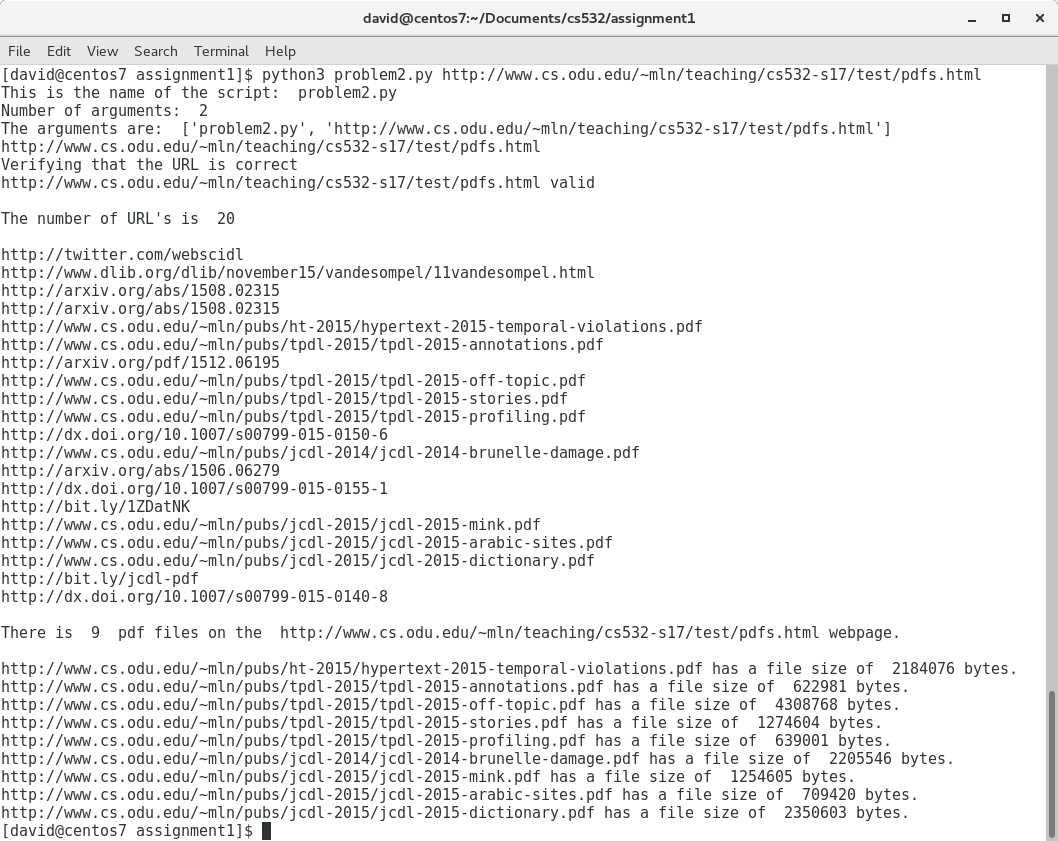 david@centos7:~/Documents/cs532/assignment1
File Edit View Search Terminal Help
[david@centos7 assignment1]$ python3 problem2.py http://www.cs.odu.edu/~mln/teaching/cs532-s17/test/pdfs.html
This is the name of the script:  problem2.py
Number of arguments:  2
The arguments are:  ['problem2.py', 'http://www.cs.odu.edu/~mln/teaching/cs532-s17/test/pdfs.html']
http://www.cs.odu.edu/~mln/teaching/cs532-s17/test/pdfs.html
Verifying that the URL is correct
http://www.cs.odu.edu/~mln/teaching/cs532-s17/test/pdfs.html valid
The number of URL's is  20
http://twitter.com/webscidl
http://www.dlib.org/dlib/november15/vandesompel/11vandesompel.html
http://arxiv.org/abs/1508.02315
http://arxiv.org/abs/1508.02315
http://www.cs.odu.edu/~mln/pubs/ht-2015/hypertext-2015-temporal-violations.pdf
http://www.cs.odu.edu/~mln/pubs/tpdl-2015/tpdl-2015-annotations.pdf
http://arxiv.org/pdf/1512.06195
http://www.cs.odu.edu/~mln/pubs/tpdl-2015/tpdl-2015-off-topic.pdf
http://www.cs.odu.edu/~mln/pubs/tpdl-2015/tpdl-2015-stories.pdf
http://www.cs.odu.edu/~mln/pubs/tpdl-2015/tpdl-2015-profiling.pdf
http://dx.doi.org/10.1007/s00799-015-0150-6
http://www.cs.odu.edu/~mln/pubs/jcdl-2014/jcdl-2014-brunelle-damage.pdf
http://arxiv.org/abs/1506.06279
http://dx.doi.org/10.1007/s00799-015-0155-1
http://bit.ly/1ZDatNK
http://www.cs.odu.edu/~mln/pubs/jcdl-2015/jcdl-2015-mink.pdf
http://www.cs.odu.edu/~mln/pubs/jcdl-2015/jcdl-2015-arabic-sites.pdf
http://www.cs.odu.edu/~mln/pubs/jcdl-2015/jcdl-2015-dictionary.pdf
http://bit.ly/jcdl-pdf
http://dx.doi.org/10.1007/s00799-015-0140-8
There is  9  pdf files on the  http://www.cs.odu.edu/~mln/teaching/cs532-s17/test/pdfs.html webpage.
http://www.cs.odu.edu/~mln/pubs/ht-2015/hypertext-2015-temporal-violations.pdf has a file size of  2184076 bytes.
http://www.cs.odu.edu/~mln/pubs/tpdl-2015/tpdl-2015-annotations.pdf has a file size of  622981 bytes.
http://www.cs.odu.edu/~mln/pubs/tpdl-2015/tpdl-2015-off-topic.pdf has a file size of  4308768 bytes.
http://www.cs.odu.edu/~mln/pubs/tpdl-2015/tpdl-2015-stories.pdf has a file size of  1274604 bytes.
http://www.cs.odu.edu/~mln/pubs/tpdl-2015/tpdl-2015-profiling.pdf has a file size of  639001 bytes.
http://www.cs.odu.edu/~mln/pubs/jcdl-2014/jcdl-2014-brunelle-damage.pdf has a file size of  2205546 bytes.
http://www.cs.odu.edu/~mln/pubs/jcdl-2015/jcdl-2015-mink.pdf has a file size of  1254605 bytes.
http://www.cs.odu.edu/~mln/pubs/jcdl-2015/jcdl-2015-arabic-sites.pdf has a file size of  709420 bytes.
http://www.cs.odu.edu/~mln/pubs/jcdl-2015/jcdl-2015-dictionary.pdf has a file size of  2350603 bytes.
[david@centos7 assignment1]$